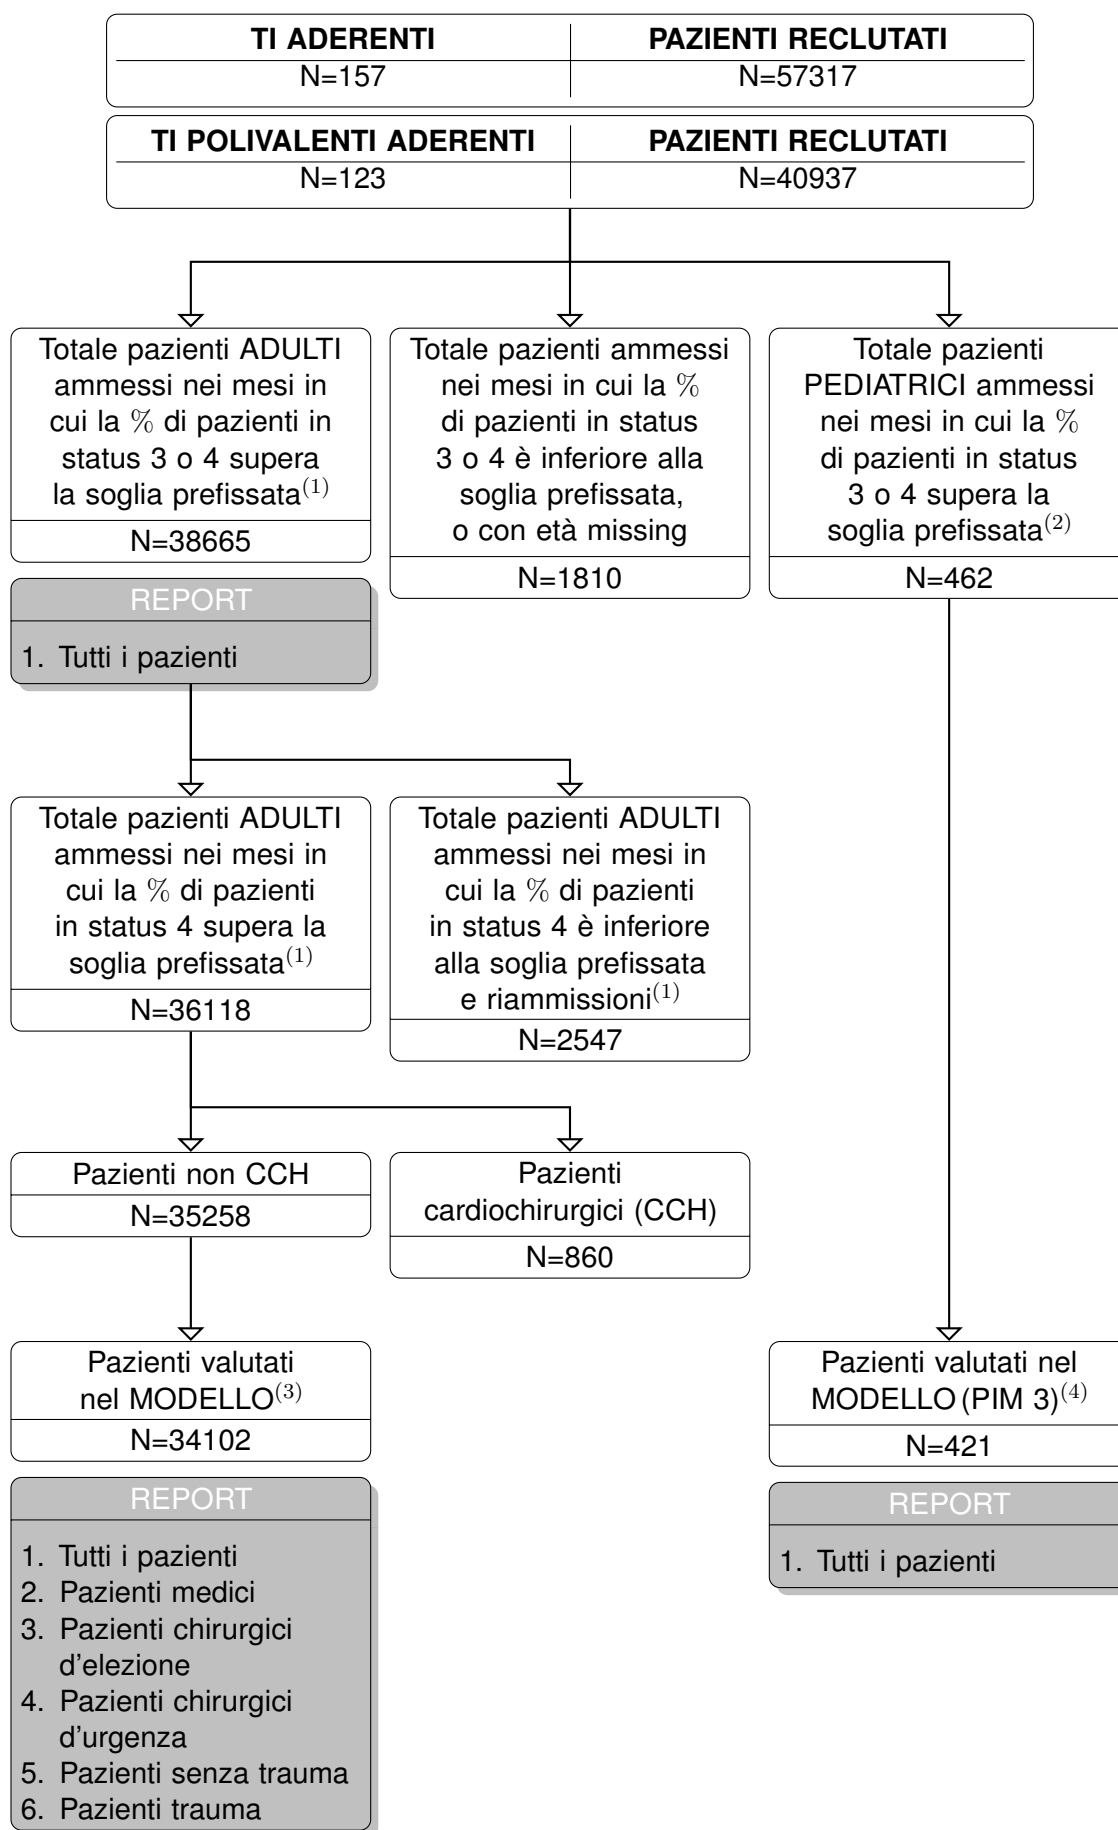 TI ADERENTI PAZIENTI RECLUTATI
N=157 N=57317
TI POLIVALENTI ADERENTI PAZIENTI RECLUTATI
N=123 N=40937
Totale pazienti ADULTI
ammessi nei mesi in
cui la % di pazienti in
status 3 o 4 supera
la soglia prefissata(1)
N=38665
REPORT
1. Tutti i pazienti
Totale pazienti ammessi
nei mesi in cui la %
di pazienti in status
3 o 4 è inferiore alla
soglia prefissata,
o con età missing
N=1810
Totale pazienti
PEDIATRICI ammessi
nei mesi in cui la %
di pazienti in status
3 o 4 supera la
soglia prefissata(2)
N=462
Totale pazienti ADULTI
ammessi nei mesi in
cui la % di pazienti
in status 4 supera la
soglia prefissata(1)
N=36118
Totale pazienti ADULTI
ammessi nei mesi in
cui la % di pazienti
in status 4 è inferiore
alla soglia prefissata
e riammissioni(1)
N=2547
Pazienti non CCH
N=35258
Pazienti
cardiochirurgici (CCH)
N=860
Pazienti valutati
nel MODELLO(3)
N=34102
REPORT
1. Tutti i pazienti
2. Pazienti medici
3. Pazienti chirurgici
d'elezione
4. Pazienti chirurgici
d'urgenza
5. Pazienti senza trauma
6. Pazienti trauma
Pazienti valutati nel
MODELLO (PIM 3)(4)
N=421
REPORT
1. Tutti i pazienti